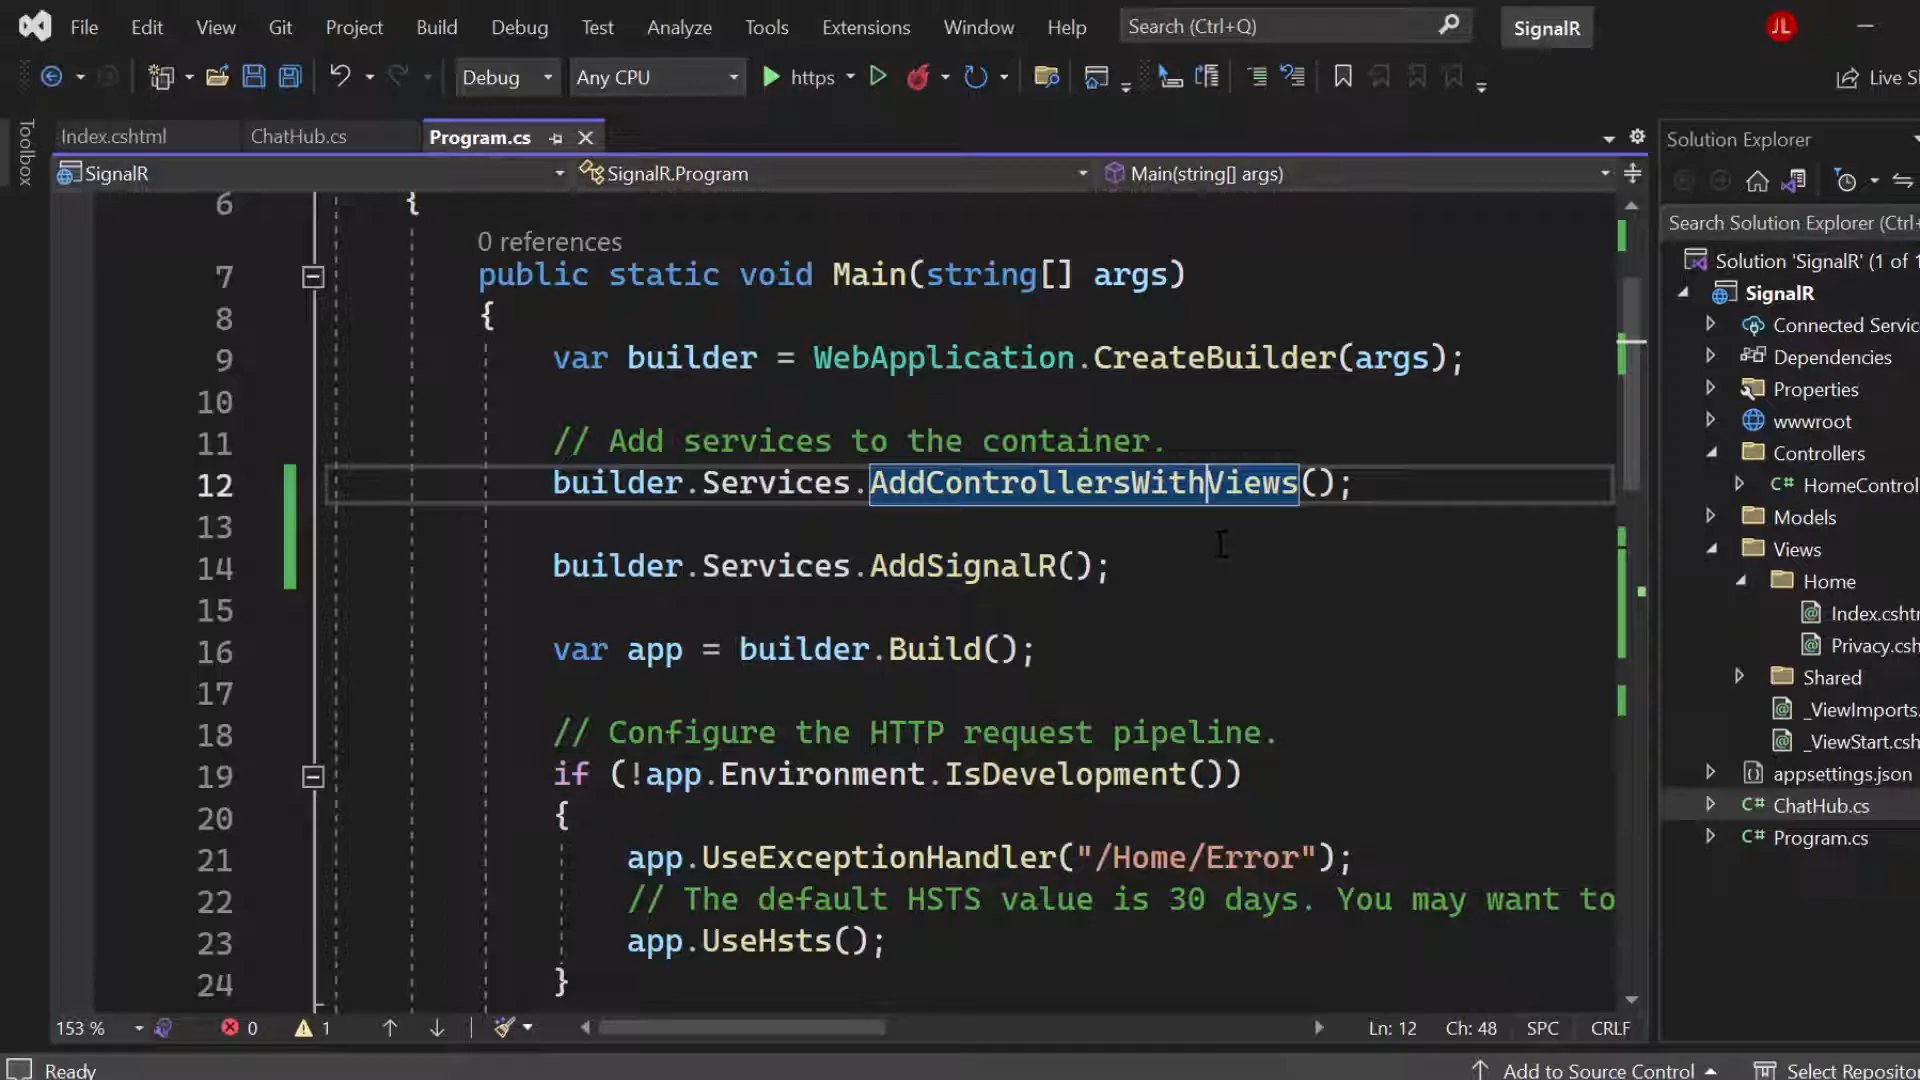 File Edit View Git Project Build Debug Test Analyze Tools Extensions Window Help Search (Ctrl+Q) SignalR JL
Debug Any CPU https Live Sh
Toolbox
Index.cshtml ChatHub.cs Program.cs
SignalR SignalR.Program Main(string[] args)
6 {
0 references
7 public static void Main(string[] args)
8 {
9 var builder = WebApplication.CreateBuilder(args);
10
11 // Add services to the container.
12 builder.Services.AddControllersWithViews();
13
14 builder.Services.AddSignalR();
15
16 var app = builder.Build();
17
18 // Configure the HTTP request pipeline.
19 if (!app.Environment.IsDevelopment())
20 {
21 app.UseExceptionHandler("/Home/Error");
22 // The default HSTS value is 30 days. You may want to
23 app.UseHsts();
24 }
153 % 0 1 Ln: 12 Ch: 48 SPC CRLF
Solution Explorer
Search Solution Explorer (Ctrl+
Solution 'SignalR' (1 of 1
SignalR
Connected Servic
Dependencies
Properties
wwwroot
Controllers
C# HomeControl
Models
Views
Home
Index.cshtm
Privacy.csh
Shared
_ViewImports.
_ViewStart.csh
appsettings.json
C# ChatHub.cs
C# Program.cs
Ready Add to Source Control Select Repositor